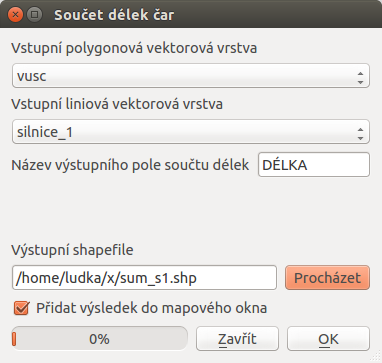 Součet délek čar
Vstupní polygonová vektorová vrstva
vusc
Vstupní liniová vektorová vrstva
silnice_1
Název výstupního pole součtu délek DÉLKA
Výstupní shapefile
/home/ludka/x/sum_s1.shp Procházet
Přidat výsledek do mapového okna
0% Zavřít OK